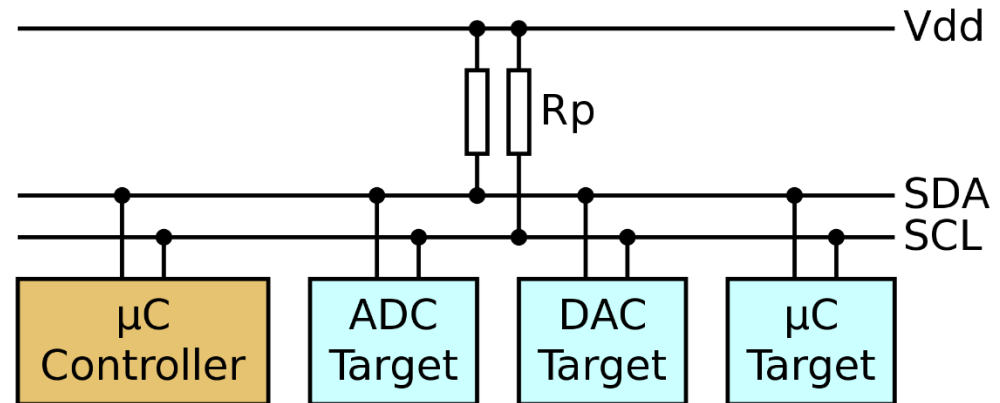 Vdd
Rp
SDA
SCL
µC
Controller
ADC
Target
DAC
Target
µC
Target